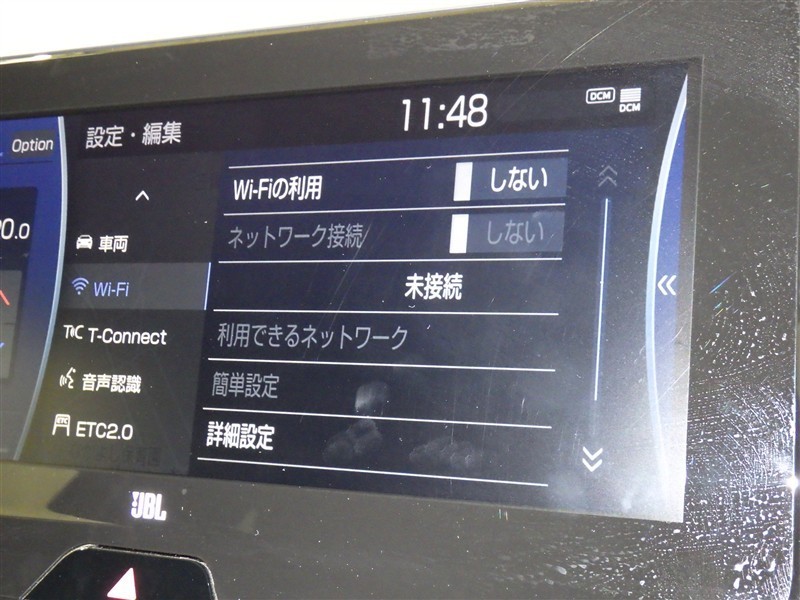 11:48
DCM
DCM
Option
設定・編集
Wi-Fiの利用
しない
車両
ネットワーク接続
しない
Wi-Fi
未接続
T-Connect
利用できるネットワーク
音声認識
簡単設定
ETC
ETC2.0
詳細設定
JBL